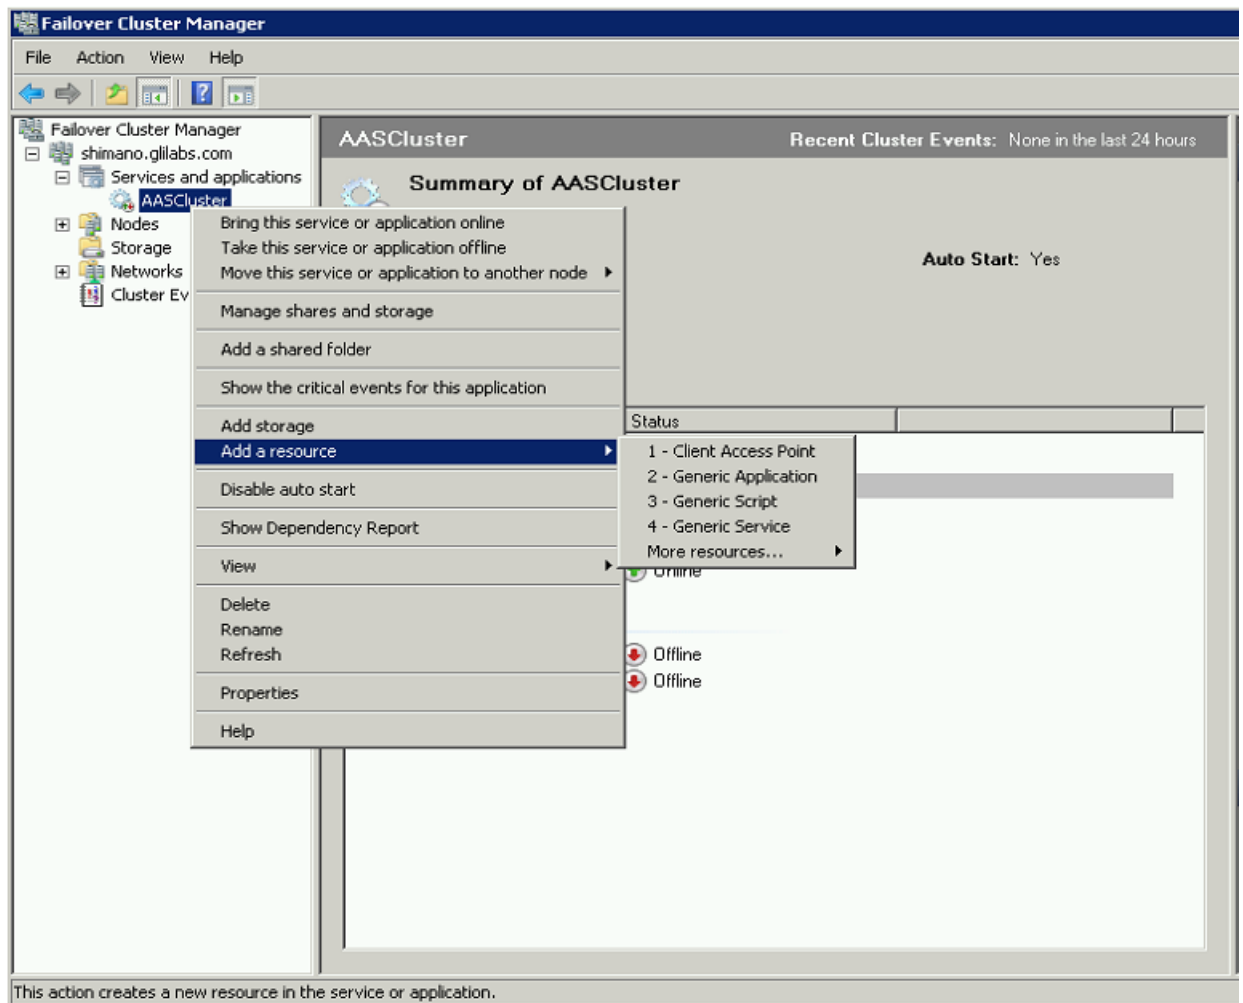 Failover Cluster Manager
File Action View Help
Failover Cluster Manager
shimano.glilabs.com
Services and applications
AASCluster
Nodes
Storage
Networks
Cluster Ev
AASCluster Recent Cluster Events: None in the last 24 hours
Summary of AASCluster
Auto Start: Yes
Status
Online
Offline
Offline
Bring this service or application online
Take this service or application offline
Move this service or application to another node
Manage shares and storage
Add a shared folder
Show the critical events for this application
Add storage
Add a resource
Disable auto start
Show Dependency Report
View
Delete
Rename
Refresh
Properties
Help
1 - Client Access Point
2 - Generic Application
3 - Generic Script
4 - Generic Service
More resources...
This action creates a new resource in the service or application.